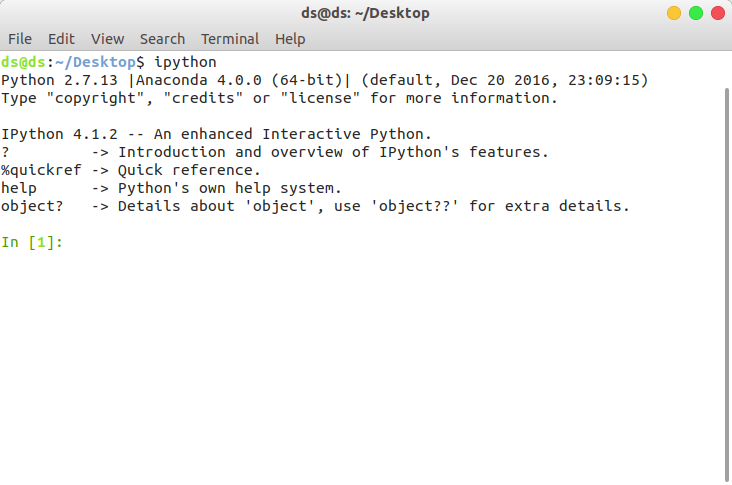 ds@ds: ~/Desktop
File Edit View Search Terminal Help
ds@ds:~/Desktop$ ipython
Python 2.7.13 |Anaconda 4.0.0 (64-bit)| (default, Dec 20 2016, 23:09:15)
Type "copyright", "credits" or "license" for more information.
IPython 4.1.2 -- An enhanced Interactive Python.
?         -> Introduction and overview of IPython's features.
%quickref -> Quick reference.
help      -> Python's own help system.
object?   -> Details about 'object', use 'object??' for extra details.
In [1]: